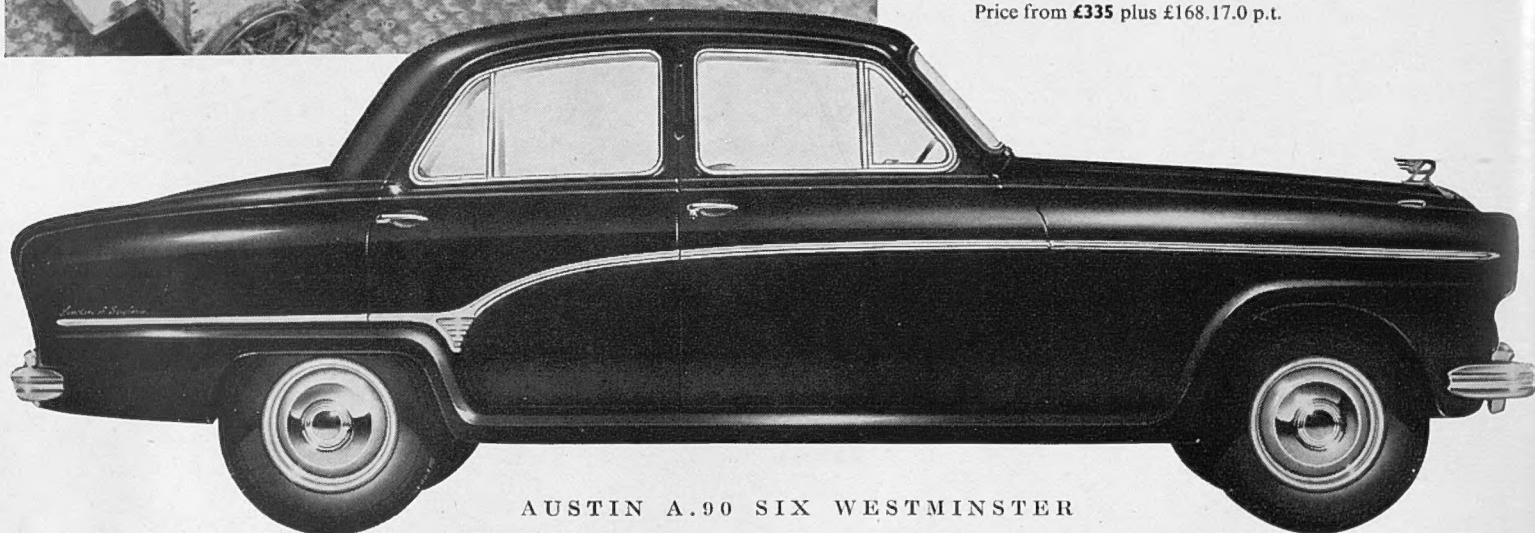 Price from £335 plus £168.17.0 p.t.
AUSTIN A.90 SIX WESTMINSTER